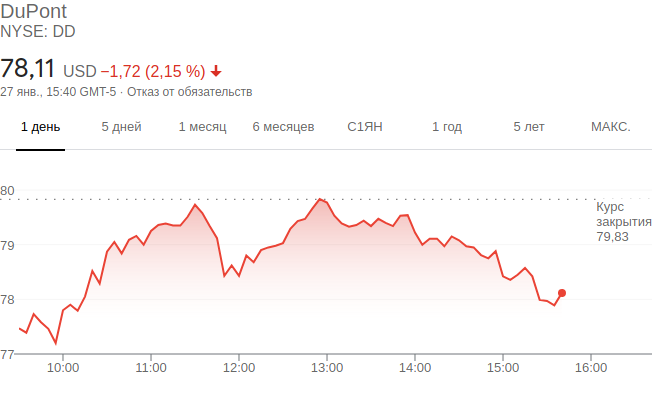 DuPont
NYSE: DD
78,11 USD −1,72 (2,15 %)
27 янв., 15:40 GMT-5 · Отказ от обязательств
1 день 5 дней 1 месяц 6 месяцев С1ЯН 1 год 5 лет МАКС.
80
Курс
закрытия
79,83
79
78
77
10:00 11:00 12:00 13:00 14:00 15:00 16:00